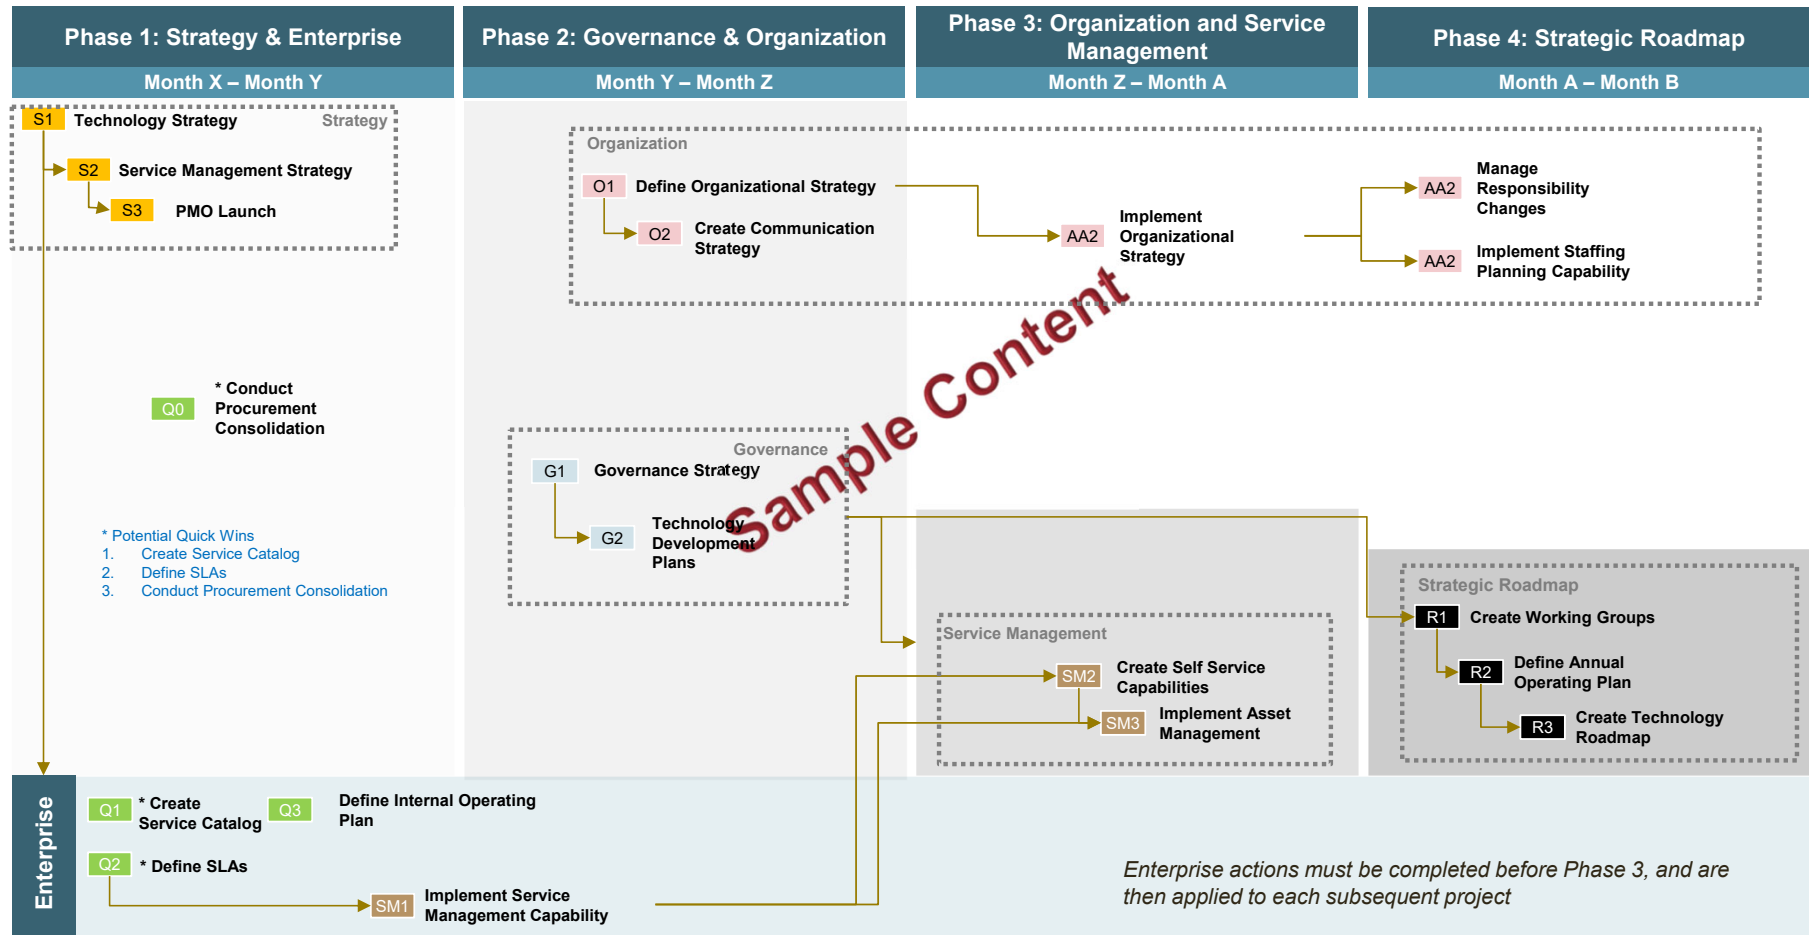 Phase 1: Strategy & Enterprise
Month X – Month Y
Phase 2: Governance & Organization
Month Y – Month Z
Phase 3: Organization and Service
Management
Month Z – Month A
Phase 4: Strategic Roadmap
Month A – Month B
S1 Technology Strategy
Strategy
S2 Service Management Strategy
S3 PMO Launch
Organization
O1 Define Organizational Strategy
O2 Create Communication
Strategy
AA2 Implement
Organizational
Strategy
AA2 Manage
Responsibility
Changes
AA2 Implement Staffing
Planning Capability
Sample Content
Q0 * Conduct
Procurement
Consolidation
* Potential Quick Wins
1. Create Service Catalog
2. Define SLAs
3. Conduct Procurement Consolidation
Governance
G1 Governance Strategy
G2 Technology
Development
Plans
Service Management
SM2 Create Self Service
Capabilities
SM3 Implement Asset
Management
Strategic Roadmap
R1 Create Working Groups
R2 Define Annual
Operating Plan
R3 Create Technology
Roadmap
Enterprise
Q1 * Create
Service Catalog
Q3 Define Internal Operating
Plan
Q2 * Define SLAs
SM1 Implement Service
Management Capability
Enterprise actions must be completed before Phase 3, and are
then applied to each subsequent project